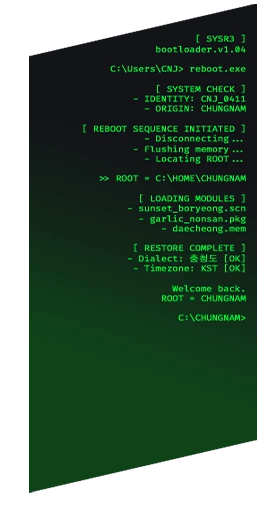 [ SYSR3 ]
bootloader.v1.04
C:\Users\CNJ> reboot.exe
[ SYSTEM CHECK ]
- IDENTITY: CNJ_0411
- ORIGIN: CHUNGNAM
[ REBOOT SEQUENCE INITIATED ]
- Disconnecting...
- Flushing memory...
- Locating ROOT...
>> ROOT = C:\HOME\CHUNGNAM
[ LOADING MODULES ]
- sunset_boryeong.scn
- garlic_nonsan.pkg
- daecheong.mem
[ RESTORE COMPLETE ]
- Dialect: 충청도 [OK]
- Timezone: KST [OK]
Welcome back.
ROOT = CHUNGNAM
C:\CHUNGNAM>